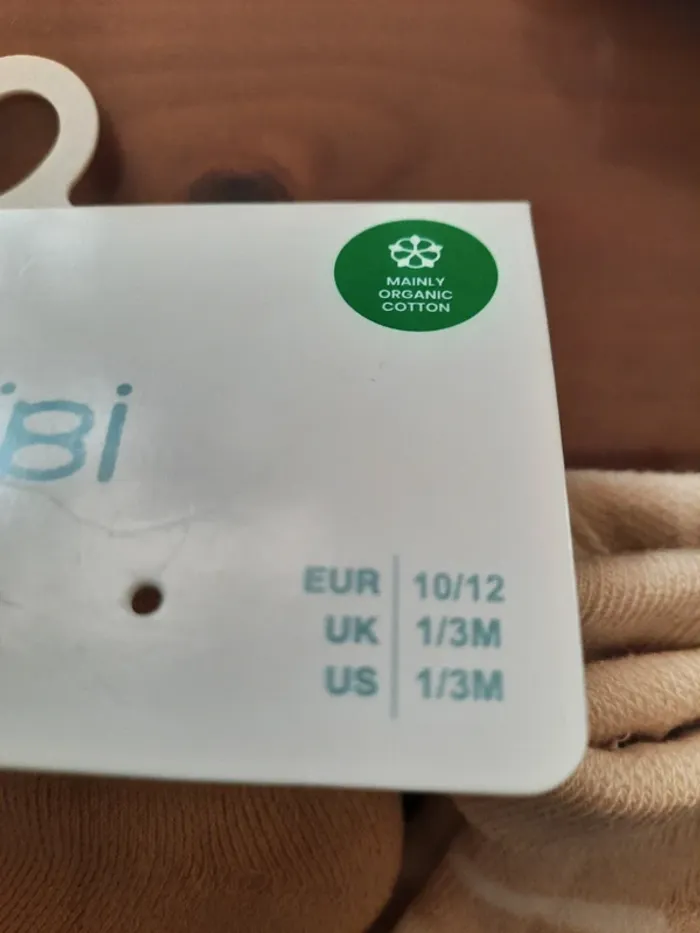 MAINLY
ORGANIC
COTTON
EUR 10/12
UK 1/3M
US 1/3M